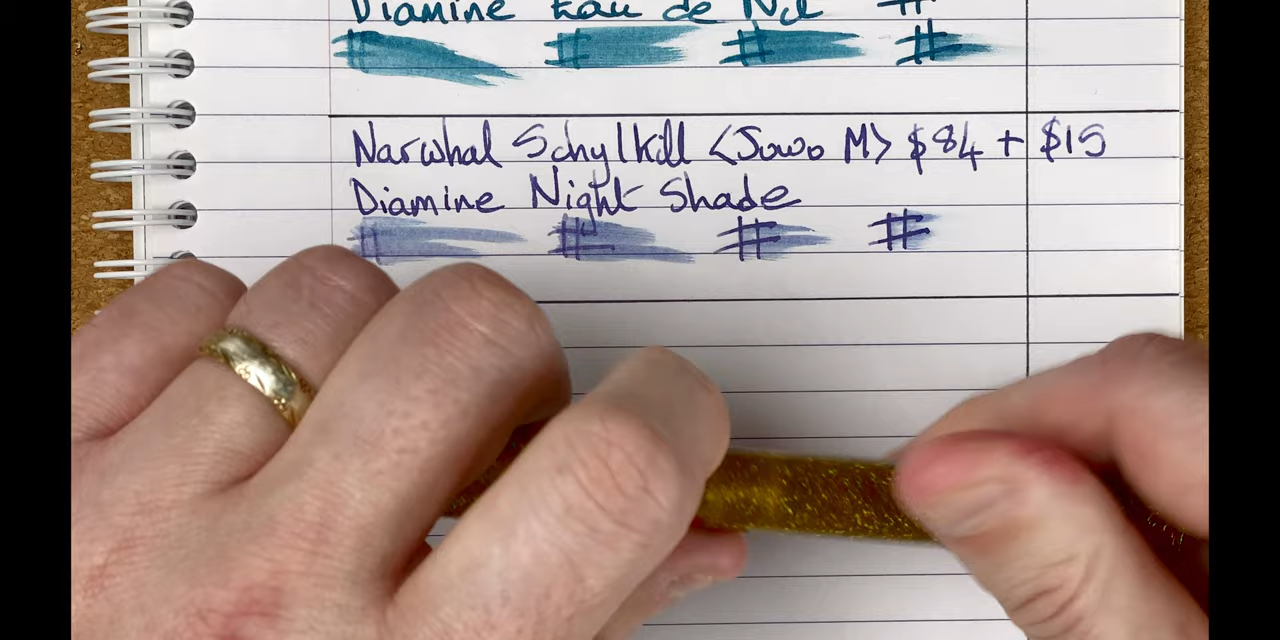 Diamine Eau de Nil #
# # # #
Narwhal Schylkill <Jowo M> $84 + $15
Diamine Night Shade
# # # #